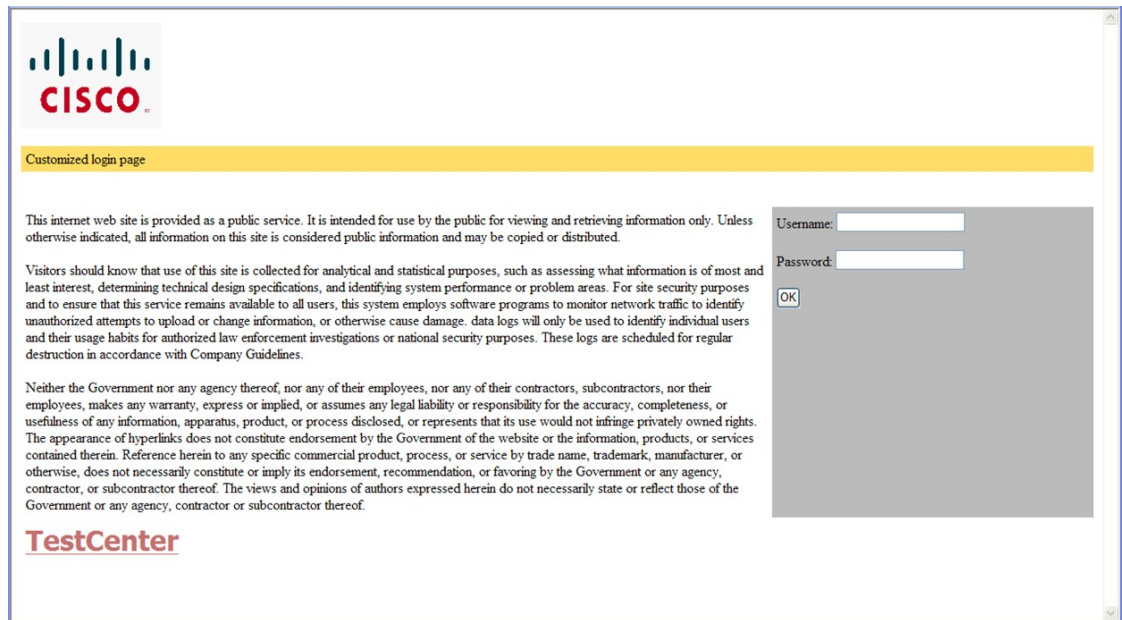 CISCO
Customized login page
This internet web site is provided as a public service. It is intended for use by the public for viewing and retrieving information only. Unless
otherwise indicated, all information on this site is considered public information and may be copied or distributed.
Visitors should know that use of this site is collected for analytical and statistical purposes, such as assessing what information is of most and
least interest, determining technical design specifications, and identifying system performance or problem areas. For site security purposes
and to ensure that this service remains available to all users, this system employs software programs to monitor network traffic to identify
unauthorized attempts to upload or change information, or otherwise cause damage. data logs will only be used to identify individual users
and their usage habits for authorized law enforcement investigations or national security purposes. These logs are scheduled for regular
destruction in accordance with Company Guidelines.
Neither the Government nor any agency thereof, nor any of their employees, nor any of their contractors, subcontractors, nor their
employees, makes any warranty, express or implied, or assumes any legal liability or responsibility for the accuracy, completeness, or
usefulness of any information, apparatus, product, or process disclosed, or represents that its use would not infringe privately owned rights.
The appearance of hyperlinks does not constitute endorsement by the Government of the website or the information, products, or services
contained therein. Reference herein to any specific commercial product, process, or service by trade name, trademark, manufacturer, or
otherwise, does not necessarily constitute or imply its endorsement, recommendation, or favoring by the Government or any agency,
contractor, or subcontractor thereof. The views and opinions of authors expressed herein do not necessarily state or reflect those of the
Government or any agency, contractor or subcontractor thereof.
TestCenter
Username:
Password:
OK